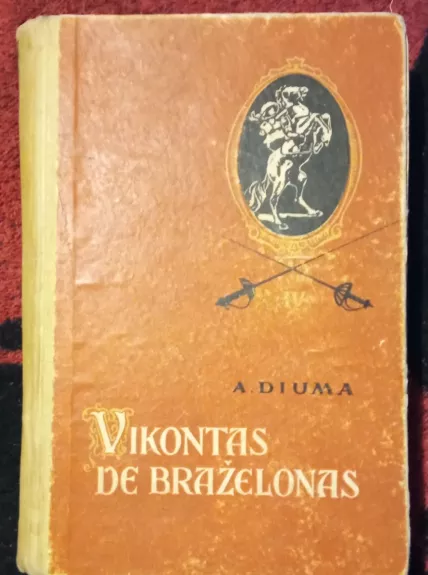 IV
A. DIUMA
VIKONTAS
DE BRAŽELONAS